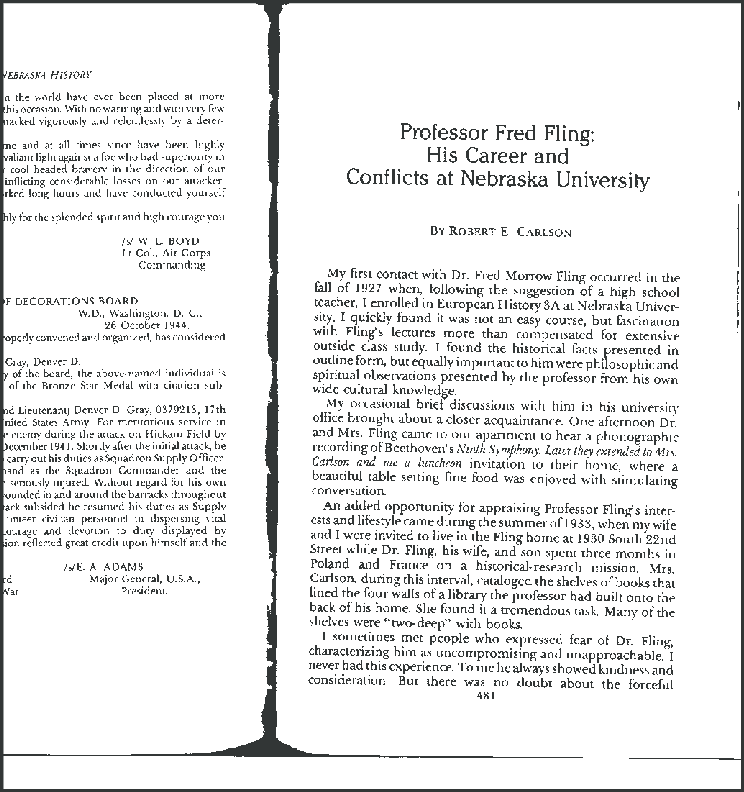 NEBRASKA HISTORY
n the world have ever been placed at more
this occasion. With no warning and with very few
tacked vigorously and relentlessly by a deter-
me and at all times since have been highly
valiant fight against a foe who had superiority in
cool headed bravery in the direction of our
inflicting considerable losses on our attacker.
rked long hours and have conducted yourself
hly for the splended spirit and high courage you
/s/ W. L. BOYD
Lt Col., Air Corps
Commanding
F DECORATIONS BOARD
W.D., Washington, D. C.,
26 October 1944.
roperly convened and organized, has considered
Gray, Denver D.
y of the board, the above-named individual is
of the Bronze Star Medal with citation sub-
nd Lieutenant Denver D. Gray, 0379213, 17th
nited States Army. For meritorious service in
enemy during the attack on Hickam Field by
December 1941. Shortly after the initial attack, he
carry out his duties as Squadron Supply Officer
mand as the Squadron Commander and the
seriously injured. Without regard for his own
ounded in and around the barracks throughout
ack subsided he resumed his duties as Supply
unteer civilian personnel in dispersing vital
ourage and devotion to duty displayed by
ion reflected great credit upon himself and the
/s/E. A. ADAMS
rd Major General, U.S.A.,
War President.
Professor Fred Fling:
His Career and
Conflicts at Nebraska University
BY ROBERT E. CARLSON
My first contact with Dr. Fred Morrow Fling occurred in the
fall of 1927 when, following the suggestion of a high school
teacher, I enrolled in European History 8A at Nebraska Univer-
sity. I quickly found it was not an easy course, but fascination
with Fling's lectures more than compensated for extensive
outside class study. I found the historical facts presented in
outline form, but equally important to him were philosophic and
spiritual observations presented by the professor from his own
wide cultural knowledge.
My occasional brief discussions with him in his university
office brought about a closer acquaintance. One afternoon Dr.
and Mrs. Fling came to our apartment to hear a phonographic
recording of Beethoven's Ninth Symphony. Later they extended to Mrs.
Carlson and me a luncheon invitation to their home, where a
beautiful table setting fine food was enjoyed with stimulating
conversation.
An added opportunity for appraising Professor Fling's inter-
ests and lifestyle came during the summer of 1933, when my wife
and I were invited to live in the Fling home at 1930 South 22nd
Street while Dr. Fling, his wife, and son spent three months in
Poland and France on a historical-research mission. Mrs.
Carlson, during this interval, cataloged the shelves of books that
lined the four walls of a library the professor had built onto the
back of his home. She found it a tremendous task. Many of the
shelves were "two-deep" with books.
I sometimes met people who expressed fear of Dr. Fling,
characterizing him as uncompromising and unapproachable. I
never had this experience. To me he always showed kindness and
consideration. But there was no doubt about the forceful
481